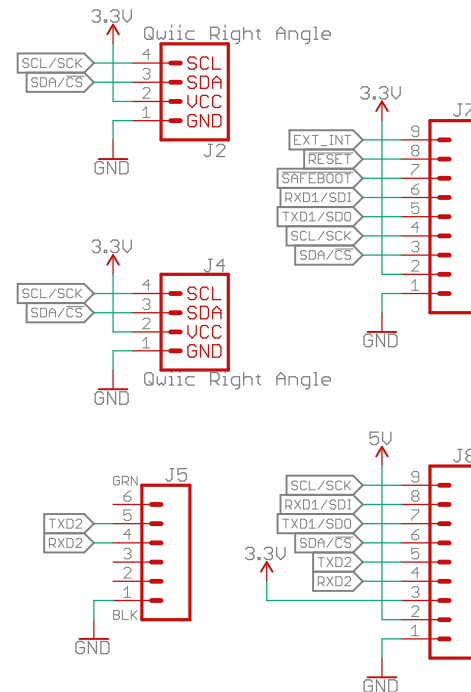 3.3V
Qwiic Right Angle
SCL/SCK
4
SCL
SDA/CS
3
SDA
2
VCC
1
GND
J2
GND
3.3V
J7
EXT_INT
9
RESET
8
SAFEBOOT
7
RXD1/SDI
6
TXD1/SDO
5
SCL/SCK
4
SDA/CS
3
2
1
GND
3.3V
J4
SCL/SCK
4
SCL
SDA/CS
3
SDA
2
VCC
1
GND
Qwiic Right Angle
GND
GRN
J5
6
TXD2
5
RXD2
4
3
2
1
BLK
GND
5V
J8
SCL/SCK
9
RXD1/SDI
8
TXD1/SDO
7
SDA/CS
6
TXD2
5
RXD2
4
3.3V
3
2
1
GND